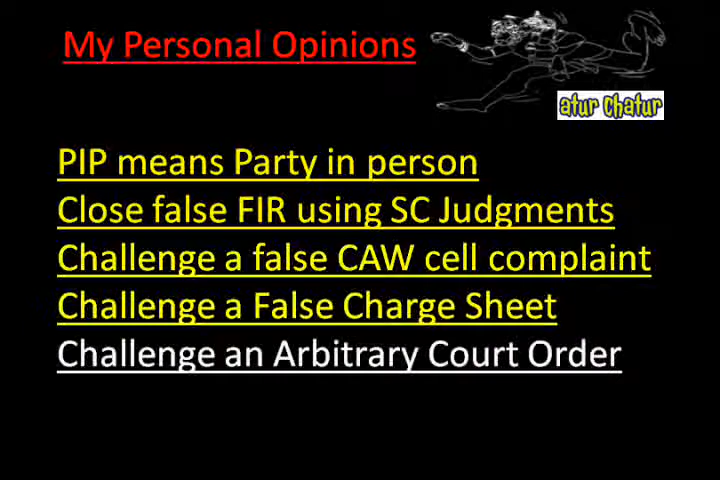 My Personal Opinions
atur Chatur
PIP means Party in person
Close false FIR using SC Judgments
Challenge a false CAW cell complaint
Challenge a False Charge Sheet
Challenge an Arbitrary Court Order